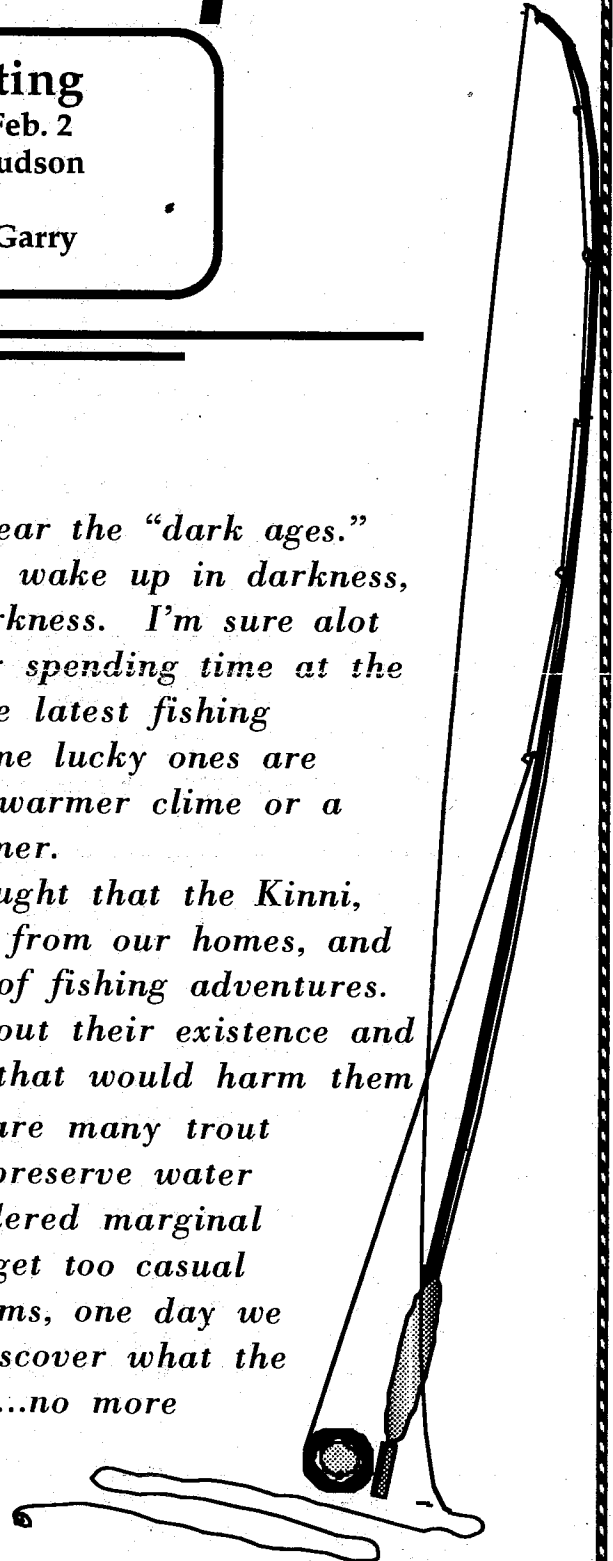 ting
Feb. 2
udson
Garry
ear the “dark ages.”
wake up in darkness,
rkness. I'm sure alot
spending time at the
e latest fishing
ne lucky ones are
warmer clime or a
ner.
ught that the Kinni,
from our homes, and
of fishing adventures.
out their existence and
that would harm them
are many trout
preserve water
dered marginal
get too casual
ms, one day we
scover what the
...no more